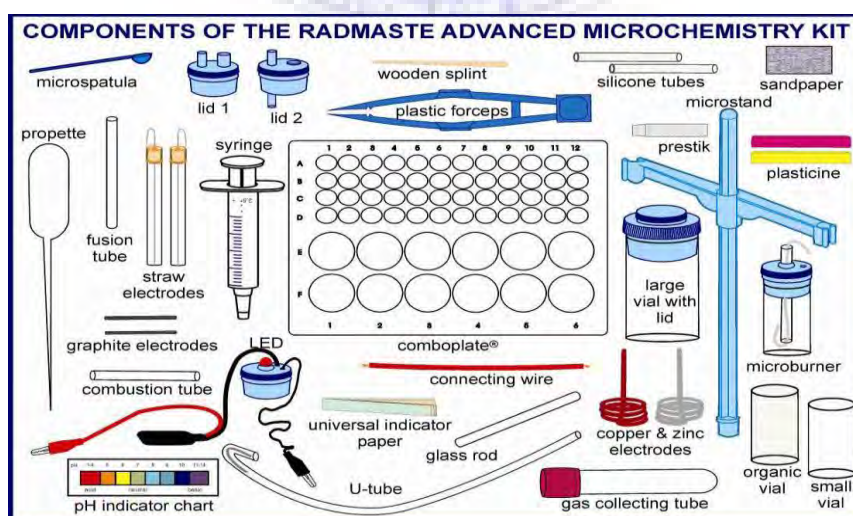 COMPONENTS OF THE RADMASTE ADVANCED MICROCHEMISTRY KIT
microspatula
lid 1
lid 2
wooden splint
plastic forceps
silicone tubes
sandpaper
microstand
propette
fusion tube
straw electrodes
syringe
1 2 3 4 5 6 7 8 9 10 11 12
A
B
C
D
E
F
1 2 3 4 5 6
comboplate®
prestik
plasticine
large vial with lid
microburner
graphite electrodes
LED
combustion tube
connecting wire
universal indicator paper
glass rod
copper & zinc electrodes
organic vial
small vial
U-tube
gas collecting tube
pH indicator chart